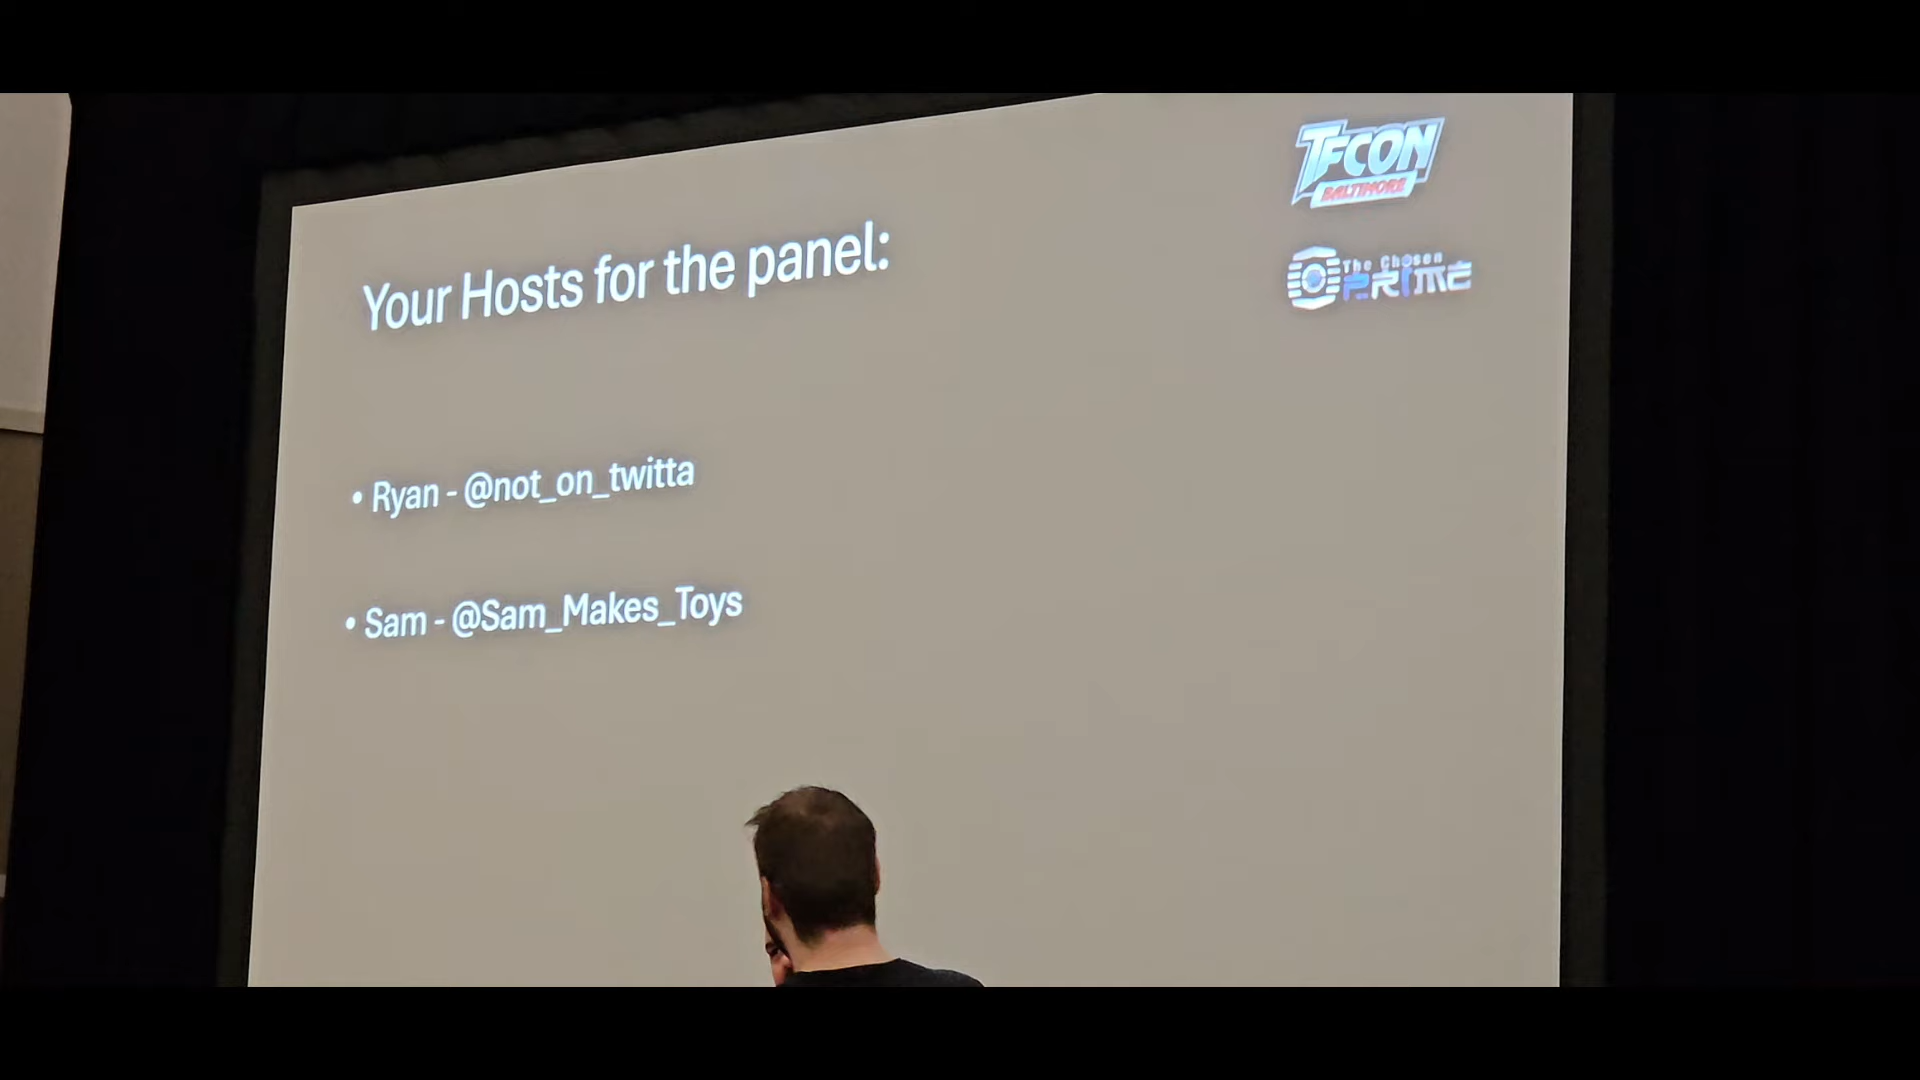 TFCON
BALTIMORE
The Chosen
PRIME
Your Hosts for the panel:
• Ryan - @not_on_twitta
• Sam - @Sam_Makes_Toys